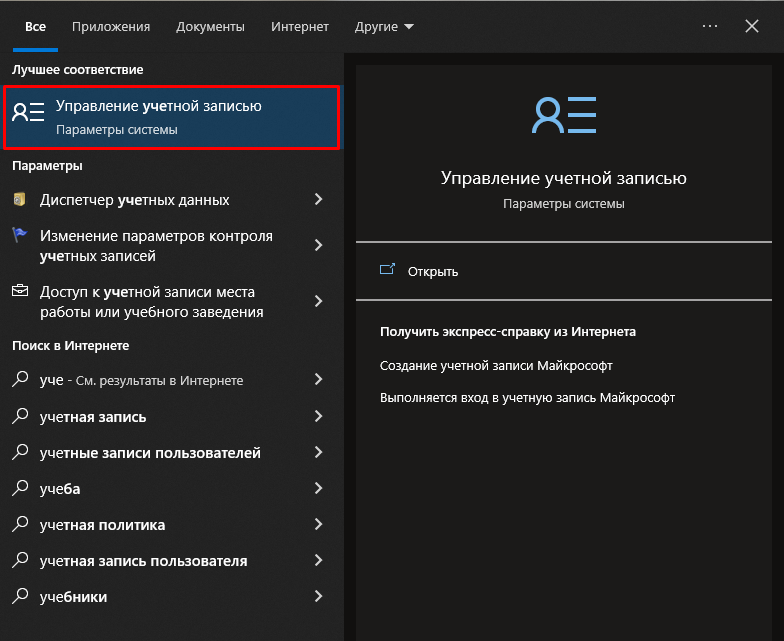 Все Приложения Документы Интернет Другие
Лучшее соответствие
Управление учетной записью
Параметры системы
Параметры
Диспетчер учетных данных
Изменение параметров контроля
учетных записей
Доступ к учетной записи места
работы или учебного заведения
Поиск в Интернете
уче - См. результаты в Интернете
учетная запись
учетные записи пользователей
учеба
учетная политика
учетная запись пользователя
учебники
Управление учетной записью
Параметры системы
Открыть
Получить экспресс-справку из Интернета
Создание учетной записи Майкрософт
Выполняется вход в учетную запись Майкрософт